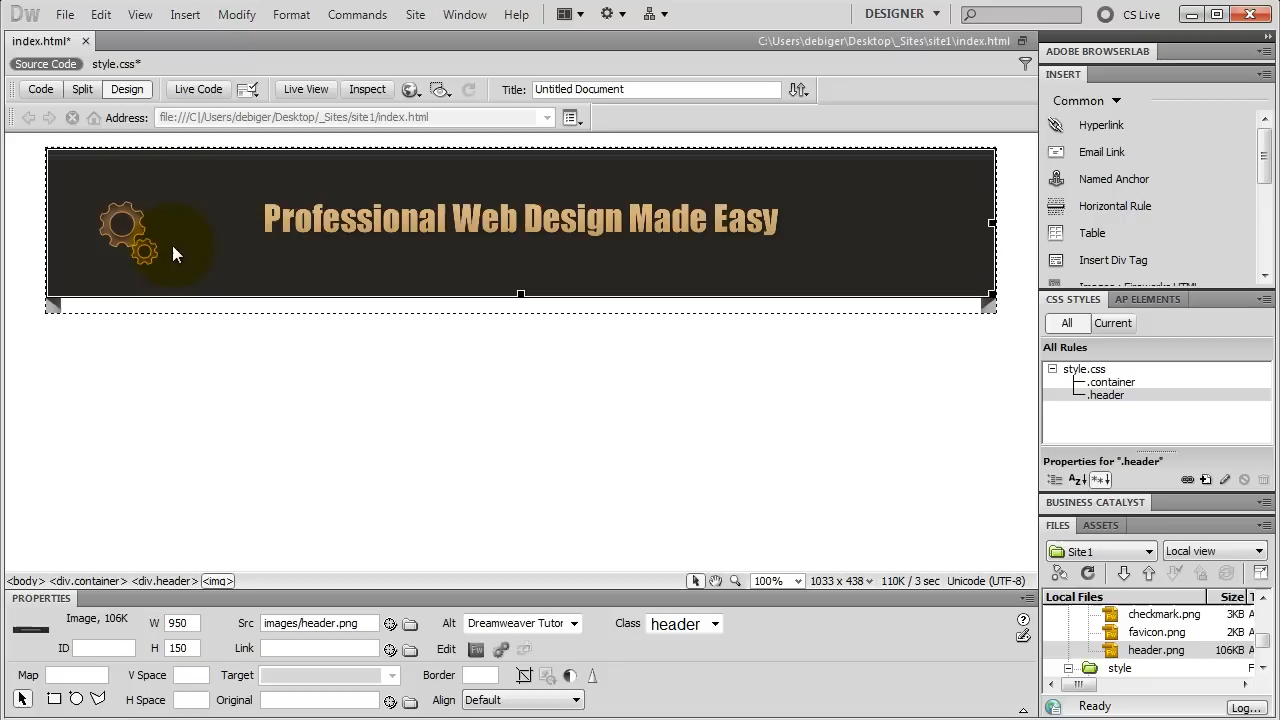 Dw File Edit View Insert Modify Format Commands Site Window Help DESIGNER CS Live
index.html* C:\Users\debiger\Desktop\_Sites\site1\index.html
Source Code style.css*
Code Split Design Live Code Live View Inspect Title: Untitled Document
Address: file:///C|/Users/debiger/Desktop/_Sites/site1/index.html
Professional Web Design Made Easy
ADOBE BROWSERLAB
INSERT
Common
Hyperlink
Email Link
Named Anchor
Horizontal Rule
Table
Insert Div Tag
CSS STYLES AP ELEMENTS
All Current
All Rules
style.css
.container
.header
Properties for ".header"
BUSINESS CATALYST
FILES ASSETS
Site1 Local view
Local Files Size T
checkmark.png 3KB A
favicon.png 2KB A
header.png 106KB A
style F
Ready Log...
<body> <div.container> <div.header> <img> 100% 1033 x 438 110K / 3 sec Unicode (UTF-8)
PROPERTIES
Image, 106K W 950 Src images/header.png Alt Dreamweaver Tutor Class header
ID H 150 Link Edit
Map V Space Target Border
H Space Original Align Default